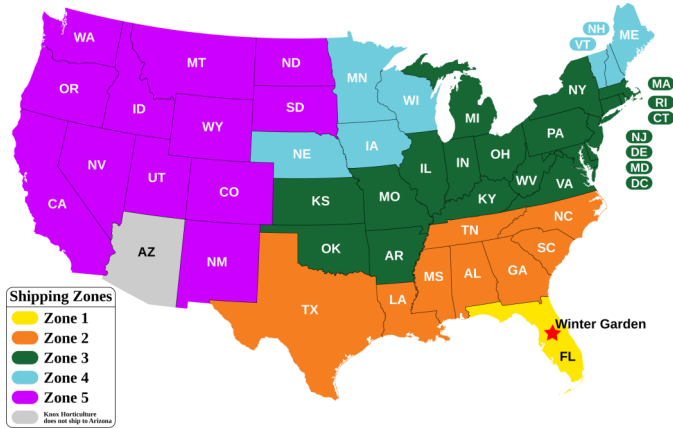 WA
MT
ND
MN
NH
VT
ME
OR
ID
WY
SD
WI
MI
NY
MA
RI
CT
NV
UT
CO
NE
IA
IL
IN
OH
PA
NJ
DE
MD
DC
CA
KS
MO
KY
WV
VA
AZ
NM
OK
AR
TN
NC
SC
TX
LA
MS
AL
GA
Winter Garden
FL
Shipping Zones
Zone 1
Zone 2
Zone 3
Zone 4
Zone 5
Knox Horticulture
does not ship to Arizona